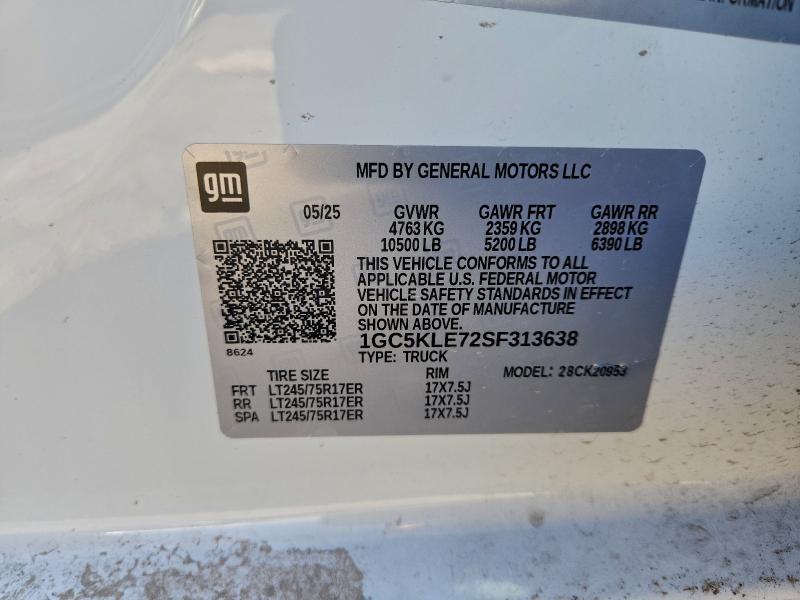 INFORMATION
gm
MFD BY GENERAL MOTORS LLC
05/25 GVWR GAWR FRT GAWR RR
4763 KG 2359 KG 2898 KG
10500 LB 5200 LB 6390 LB
THIS VEHICLE CONFORMS TO ALL
APPLICABLE U.S. FEDERAL MOTOR
VEHICLE SAFETY STANDARDS IN EFFECT
ON THE DATE OF MANUFACTURE
SHOWN ABOVE.
1GC5KLE72SF313638
8624
TYPE: TRUCK
TIRE SIZE RIM MODEL: 28CK20953
FRT LT245/75R17ER 17X7.5J
RR LT245/75R17ER 17X7.5J
SPA LT245/75R17ER 17X7.5J